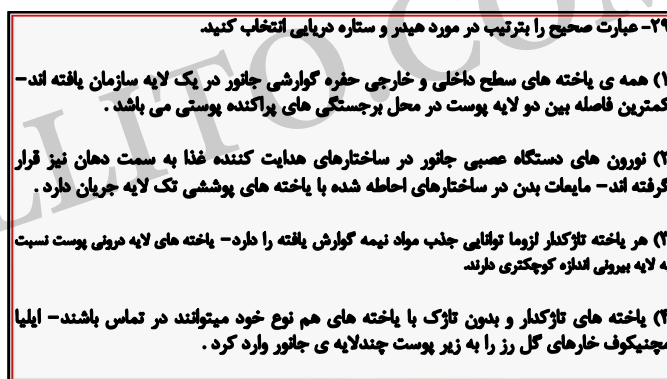 ۲۹- عبارت صحیح را بترتیب در مورد هیدر و ستاره دریایی انتخاب کنید.
۱) همه ی یاخته های سطح داخلی و خارجی حفره گوارشی جانور در یک لایه سازمان یافته اند-
کمترین فاصله بین دو لایه پوست در محل برجستگی های پراکنده پوستی می باشد .
۲) نورون های دستگاه عصبی جانور در ساختارهای هدایت کننده غذا به سمت دهان نیز قرار
گرفته اند- مایعات بدن در ساختارهای احاطه شده با یاخته های پوششی تک لایه جریان دارد .
۳) هر یاخته تاژکدار لزوما توانایی جذب مواد نیمه گوارش یافته را دارد- یاخته های لایه درونی پوست نسبت
به لایه بیرونی اندازه کوچکتری دارند.
۴) یاخته های تاژکدار و بدون تاژک با یاخته های هم نوع خود میتوانند در تماس باشند- ایلیا
مچنیکوف خارهای گل رز را به زیر پوست چندلایه ی جانور وارد کرد .
LLITO.COM